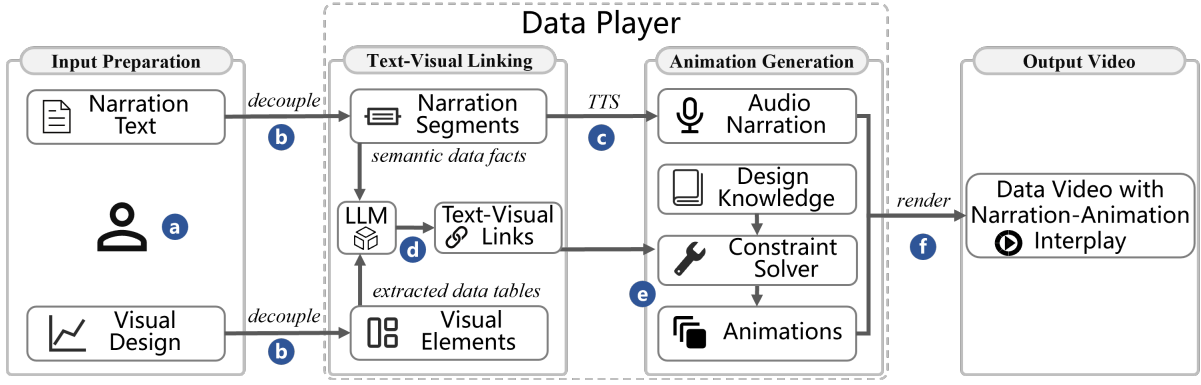 Data Player
Input Preparation
Narration
Text
a
Visual
Design
decouple
b
decouple
b
Text-Visual Linking
Narration
Segments
semantic data facts
LLM
d
Text-Visual
Links
extracted data tables
Visual
Elements
TTS
c
Animation Generation
Audio
Narration
Design
Knowledge
Constraint
Solver
e
Animations
render
f
Output Video
Data Video with
Narration-Animation
Interplay